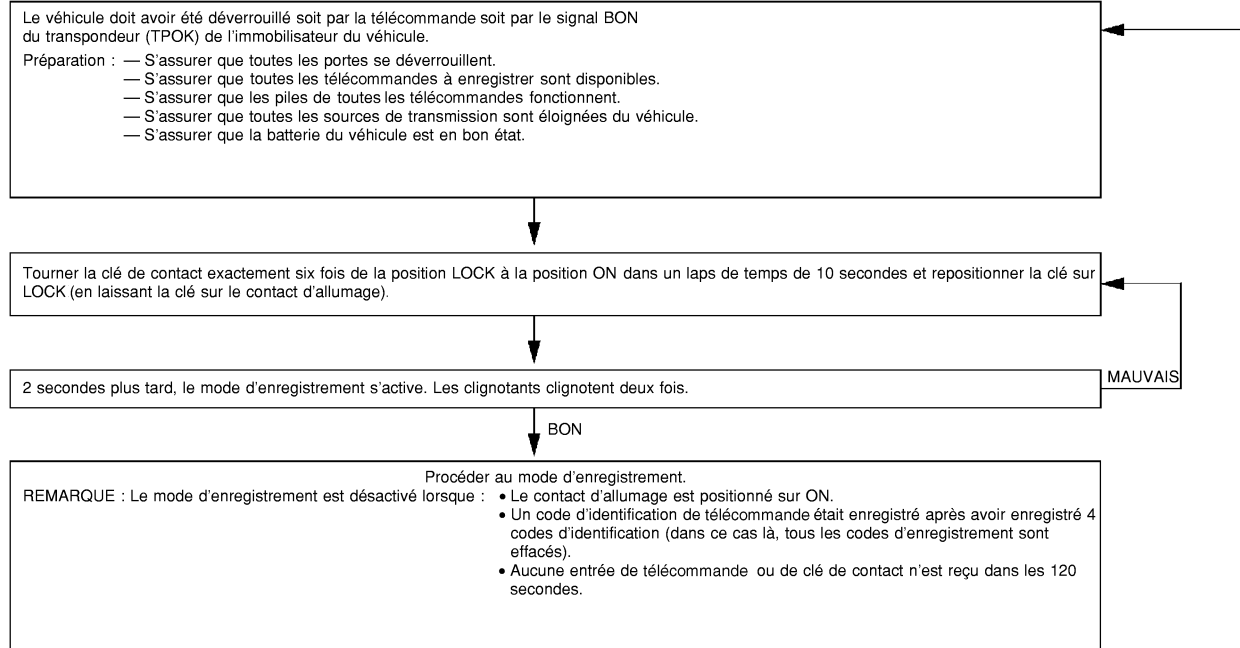 Le véhicule doit avoir été déverrouillé soit par la télécommande soit par le signal BON
du transpondeur (TPOK) de l'immobilisateur du véhicule.
Préparation : — S'assurer que toutes les portes se déverrouillent.
— S'assurer que toutes les télécommandes à enregistrer sont disponibles.
— S'assurer que les piles de toutes les télécommandes fonctionnent.
— S'assurer que toutes les sources de transmission sont éloignées du véhicule.
— S'assurer que la batterie du véhicule est en bon état.
Tourner la clé de contact exactement six fois de la position LOCK à la position ON dans un laps de temps de 10 secondes et repositionner la clé sur
LOCK (en laissant la clé sur le contact d'allumage).
2 secondes plus tard, le mode d'enregistrement s'active. Les clignotants clignotent deux fois.
MAUVAIS
BON
Procéder au mode d'enregistrement.
REMARQUE : Le mode d'enregistrement est désactivé lorsque : • Le contact d'allumage est positionné sur ON.
• Un code d'identification de télécommande était enregistré après avoir enregistré 4
codes d'identification (dans ce cas là, tous les codes d'enregistrement sont
effacés).
• Aucune entrée de télécommande ou de clé de contact n'est reçu dans les 120
secondes.